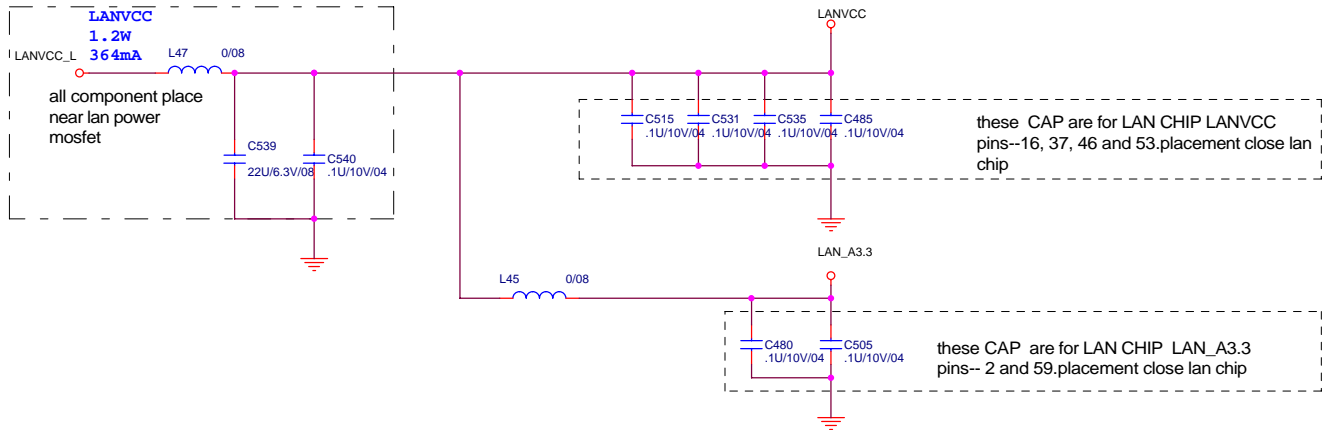 LANVCC
1.2W
364mA
LANVCC_L
L47
0/08
all component place
near lan power
mosfet
C539
22U/6.3V/08
C540
.1U/10V/04
LANVCC
C515
.1U/10V/04
C531
.1U/10V/04
C535
.1U/10V/04
C485
.1U/10V/04
these CAP are for LAN CHIP LANVCC
pins--16, 37, 46 and 53.placement close lan
chip
L45
0/08
LAN_A3.3
C480
.1U/10V/04
C505
.1U/10V/04
these CAP are for LAN CHIP LAN_A3.3
pins-- 2 and 59.placement close lan chip